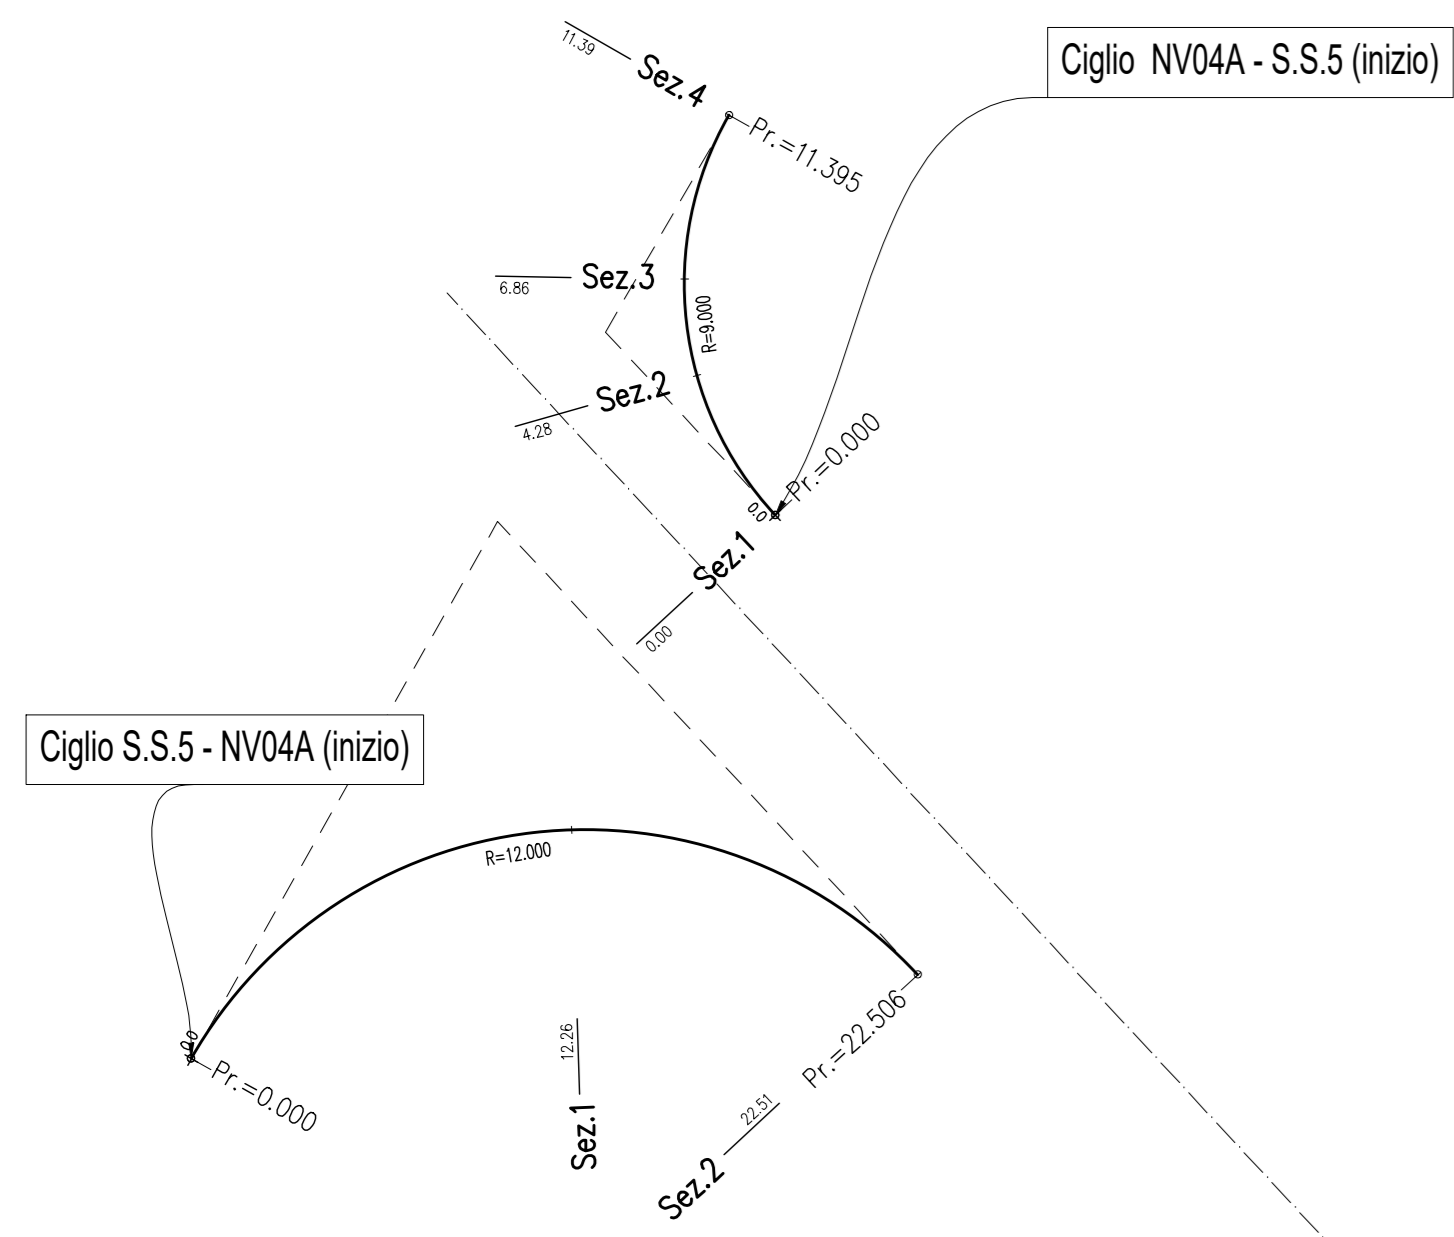 11.39
Sez.4
Ciglio NV04A - S.S.5 (inizio)
Pr.=11.395
Sez.3
6.86
R=9.000
Sez.2
4.28
Pr.=0.000
0.0
Sez.1
0.00
Ciglio S.S.5 - NV04A (inizio)
R=12.000
0.0
Pr.=0.000
12.26
Sez.1
Pr.=22.506
22.51
Sez.2